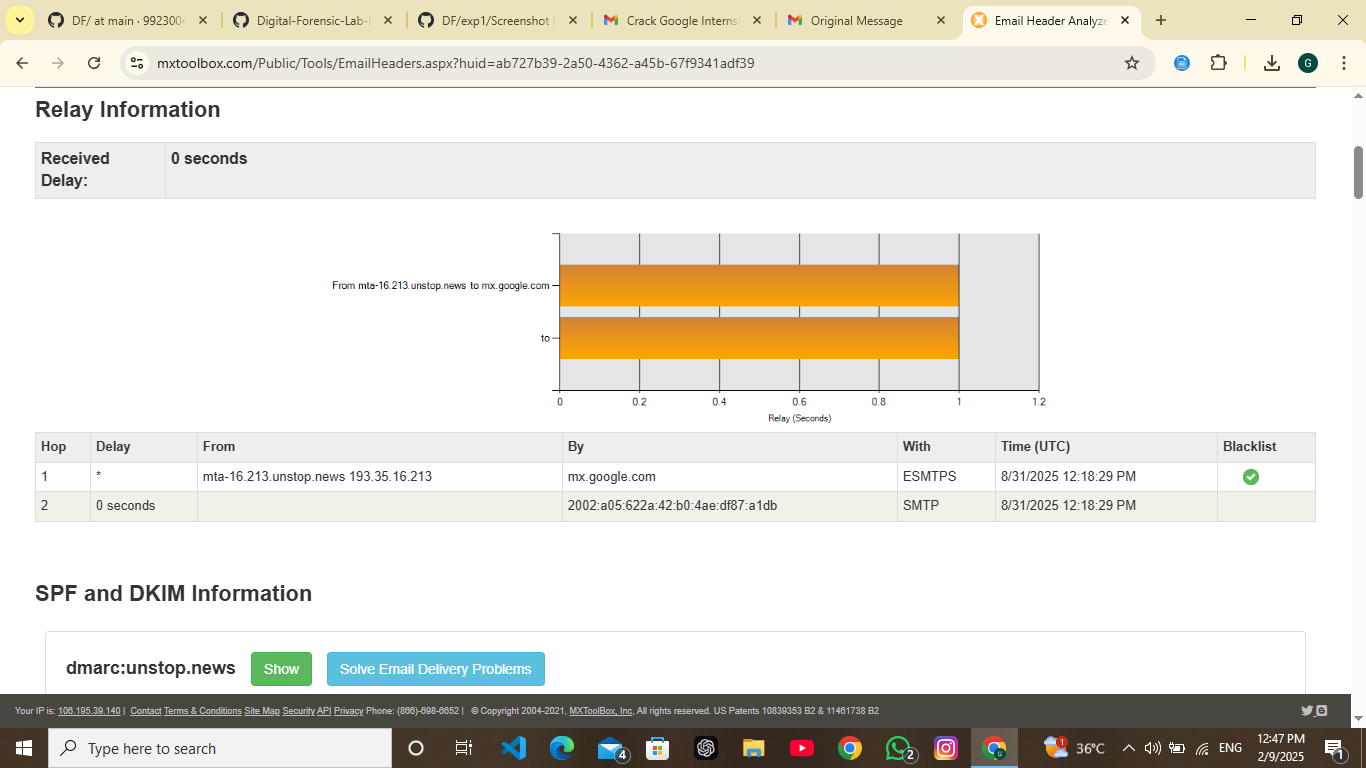 DF/ at main · 992300
Digital-Forensic-Lab-
DF/exp1/Screenshot
Crack Google Interns
Original Message
Email Header Analyze
mxtoolbox.com/Public/Tools/EmailHeaders.aspx?huid=ab727b39-2a50-4362-a45b-67f9341adf39
G
Relay Information
Received Delay: 0 seconds
From mta-16.213.unstop.news to mx.google.com
to
0 0.2 0.4 0.6 0.8 1 1.2
Relay (Seconds)
Hop Delay From By With Time (UTC) Blacklist
1 * mta-16.213.unstop.news 193.35.16.213 mx.google.com ESMTPS 8/31/2025 12:18:29 PM
2 0 seconds 2002:a05:622a:42:b0:4ae:df87:a1db SMTP 8/31/2025 12:18:29 PM
SPF and DKIM Information
dmarc:unstop.news Show Solve Email Delivery Problems
Your IP is: 106.195.39.140 | Contact Terms & Conditions Site Map Security API Privacy Phone: (866)-698-6652 | © Copyright 2004-2021, MXToolBox, Inc, All rights reserved. US Patents 10839353 B2 & 11461738 B2
Type here to search
4
2
G
1
36°C
ENG
12:47 PM
2/9/2025
1